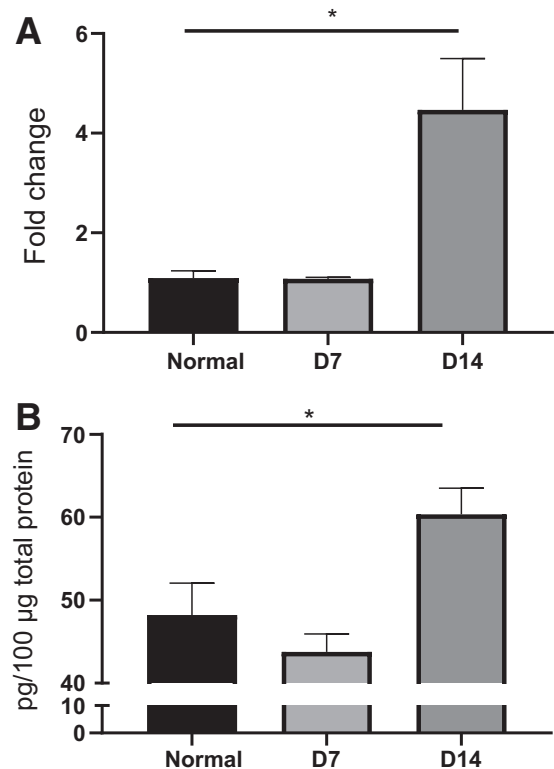 A
*
Fold change
6
4
2
0
Normal D7 D14
B
*
pg/100 µg total protein
70
60
50
40
10
0
Normal D7 D14